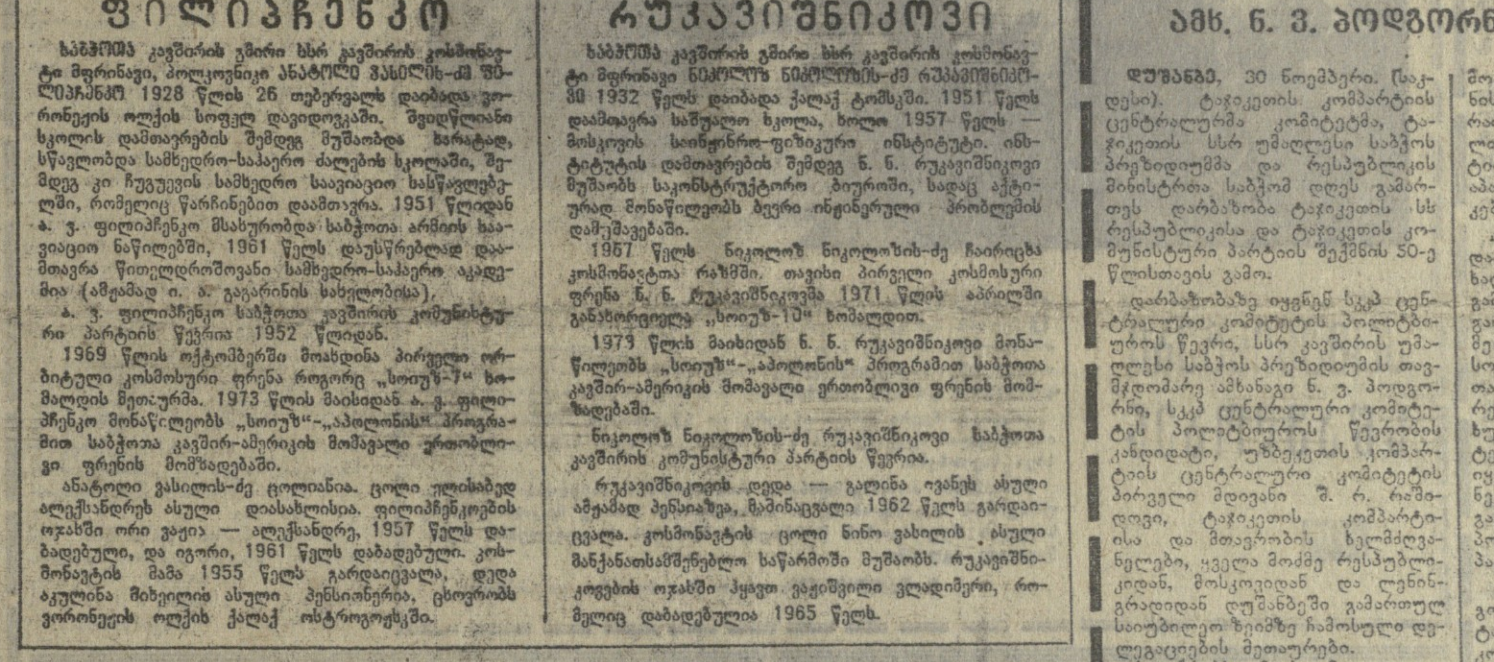 ფილიპჩენკო
საბჭოთა კავშირის გმირი სსრ კავშირის კოსმონავ-
ტი მფრინავი, პოლკოვნიკი ანატოლი ვასილის-ძე ფი-
ლიპჩენკო 1928 წლის 26 თებერვალს დაიბადა ვო-
რონეჟის ოლქის სოფელ დავიდოვკაში. შვიდწლიანი
სკოლის დამთავრების შემდეგ მუშაობდა ხარატად,
სწავლობდა სამხედრო-საჰაერო ძალების სკოლაში, შე-
მდეგ კი ჩუგუევის სამხედრო საავიაციო სასწავლებე-
ლში, რომელიც წარჩინებით დაამთავრა. 1951 წლიდან
ა. ვ. ფილიპჩენკო მსახურობდა საბჭოთა არმიის საა-
ვიაციო ნაწილებში, 1961 წელს დაუსწრებლად დაა-
მთავრა წითელდროშოვანი სამხედრო-საჰაერო აკადე-
მია (ამჟამად ი. ა. გაგარინის სახელობისა),
ა. ვ. ფილიპჩენკო საბჭოთა კავშირის კომუნისტუ-
რი პარტიის წევრია 1952 წლიდან.
1969 წლის ოქტომბერში მოახდინა პირველი ორ-
ბიტული კოსმოსური ფრენა როგორც „სოიუზ-7“ ხო-
მალდის მეთაურმა. 1973 წლის მაისიდან ა. ვ. ფილი-
პჩენკო მონაწილეობს „სოიუზ“-„აპოლონის“ პროგრა-
მით საბჭოთა კავშირ-ამერიკის მომავალი ერთობლი-
ვი ფრენის მომზადებაში.
ანატოლი ვასილის-ძე ცოლიანია. ცოლი ელისაბედ
ალექსანდრეს ასული დიასახლისია. ფილიპჩენკოების
ოჯახში ორი ვაჟია — ალექსანდრე, 1957 წელს და-
ბადებული, და იგორი, 1961 წელს დაბადებული. კოს-
მონავტის მამა 1955 წელს გარდაიცვალა, დედა
აკულინა მიხეილის ასული პენსიონერია, ცხოვრობს
ვორონეჟის ოლქის ქალაქ ოსტროგოჟსკში.
რუკავიშნიკოვი
საბჭოთა კავშირის გმირი სსრ კავშირის კოსმონავ-
ტი მფრინავი ნიკოლოზ ნიკოლოზის-ძე რუკავიშნიკო-
ვი 1932 წელს დაიბადა ქალაქ ტომსკში. 1951 წელს
დაამთავრა საშუალო სკოლა, ხოლო 1957 წელს —
მოსკოვის საინჟინრო-ფიზიკური ინსტიტუტი. ინს-
ტიტუტის დამთავრების შემდეგ ნ. ნ. რუკავიშნიკოვი
მუშაობს საკონსტრუქტორო ბიუროში, სადაც აქტი-
ურად მონაწილეობს ბევრი ინჟინერული პრობლემის
დამუშავებაში.
1967 წელს ნიკოლოზ ნიკოლოზის-ძე ჩაირიცხა
კოსმონავტთა რაზმში. თავისი პირველი კოსმოსური
ფრენა ნ. ნ. რუკავიშნიკოვმა 1971 წლის აპრილში
განახორციელა „სოიუზ-10“ ხომალდით.
1973 წლის მაისიდან ნ. ნ. რუკავიშნიკოვი მონა-
წილეობს „სოიუზ“-„აპოლონის“ პროგრამით საბჭოთა
კავშირ-ამერიკის მომავალი ერთობლივი ფრენის მომ-
ზადებაში.
ნიკოლოზ ნიკოლოზის-ძე რუკავიშნიკოვი საბჭოთა
კავშირის კომუნისტური პარტიის წევრია.
რუკავიშნიკოვის დედა — გალინა ივანეს ასული
ამჟამად პენსიაზეა, მამინაცვალი 1962 წელს გარდაი-
ცვალა. კოსმონავტის ცოლი ნინო ვასილის ასული
მანქანათსამშენებლო საწარმოში მუშაობს. რუკავიშნი-
კოვების ოჯახში ჰყავთ ვაჟიშვილი ვლადიმერი, რო-
მელიც დაბადებულია 1965 წელს.
ამხ. ნ. ვ. პოდგორნ
დუშანბე, 30 ნოემბერი. (საკ-
დესი). ტაჯიკეთის კომპარტიის
ცენტრალურმა კომიტეტმა, ტა-
ჯიკეთის სსრ უმაღლესი საბჭოს
პრეზიდიუმმა და რესპუბლიკის
მინისტრთა საბჭომ დღეს გამარ-
თეს დარბაზობა ტაჯიკეთის სს
რესპუბლიკისა და ტაჯიკეთის კო-
მუნისტური პარტიის შექმნის 50-ე
წლისთავის გამო.
დარბაზობაზე იყვნენ სკკპ ცენ-
ტრალური კომიტეტის პოლიტბი-
უროს წევრი, სსრ კავშირის უმა-
ღლესი საბჭოს პრეზიდიუმის თავ-
მჯდომარე ამხანაგი ნ. ვ. პოდგო-
რნი, სკკპ ცენტრალური კომიტე-
ტის პოლიტბიუროს წევრობის
კანდიდატი, უზბეკეთის კომპარ-
ტიის ცენტრალური კომიტეტის
პირველი მდივანი შ. რ. რაში-
დოვი, ტაჯიკეთის კომპარტი-
ისა და მთავრობის ხელმძღვა-
ნელები, ყველა მოძმე რესპუბლი-
კიდან, მოსკოვიდან და ლენინ-
გრადიდან დუშანბეში გამართულ
საიუბილეო ზეიმზე ჩამოსული დე-
ლეგაციების მეთაურები.